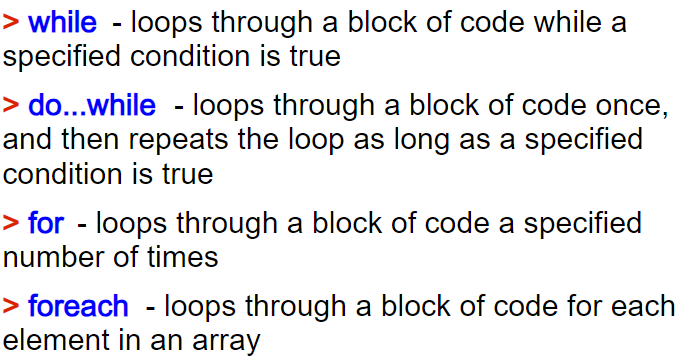 > while - loops through a block of code while a
specified condition is true
> do...while - loops through a block of code once,
and then repeats the loop as long as a specified
condition is true
> for - loops through a block of code a specified
number of times
> foreach - loops through a block of code for each
element in an array